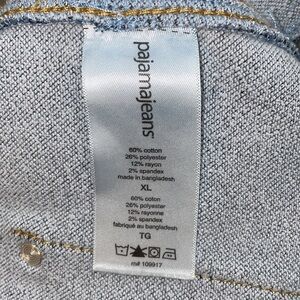 pajamajeans
60% cotton
26% polyester
12% rayon
2% spandex
made in bangladesh
XL
60% coton
26% polyester
12% rayonne
2% spandex
fabriqué au bangladesh
TG
rn# 109917